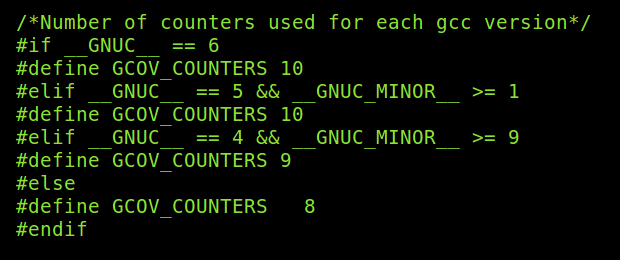 /*Number of counters used for each gcc version*/
#if __GNUC__ == 6
#define GCOV_COUNTERS 10
#elif __GNUC__ == 5 && __GNUC_MINOR__ >= 1
#define GCOV_COUNTERS 10
#elif __GNUC__ == 4 && __GNUC_MINOR__ >= 9
#define GCOV_COUNTERS 9
#else
#define GCOV_COUNTERS   8
#endif